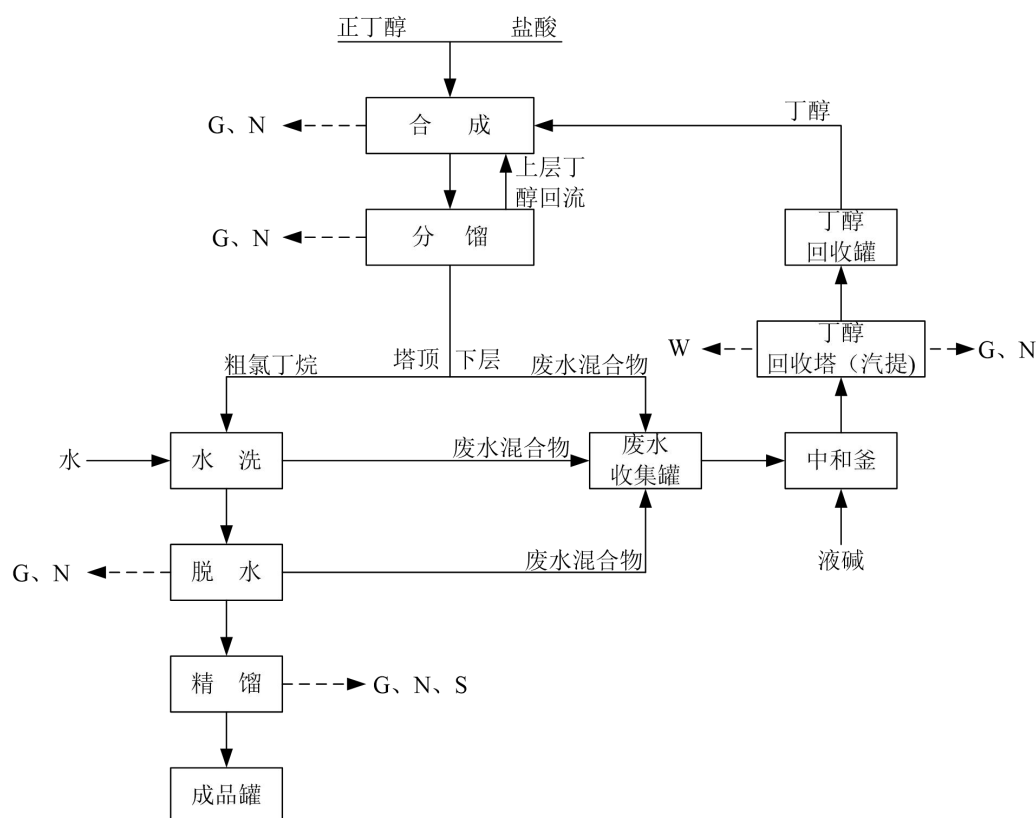 正丁醇 盐酸
G、N
合 成
丁醇
上层丁
醇回流
G、N
分 馏
丁醇
回收罐
W
丁醇
回收塔（汽提)
G、N
粗氯丁烷
塔顶
下层
废水混合物
水
水 洗
废水混合物
废水
收集罐
中和釜
G、N
脱 水
废水混合物
液碱
精 馏
G、N、S
成品罐